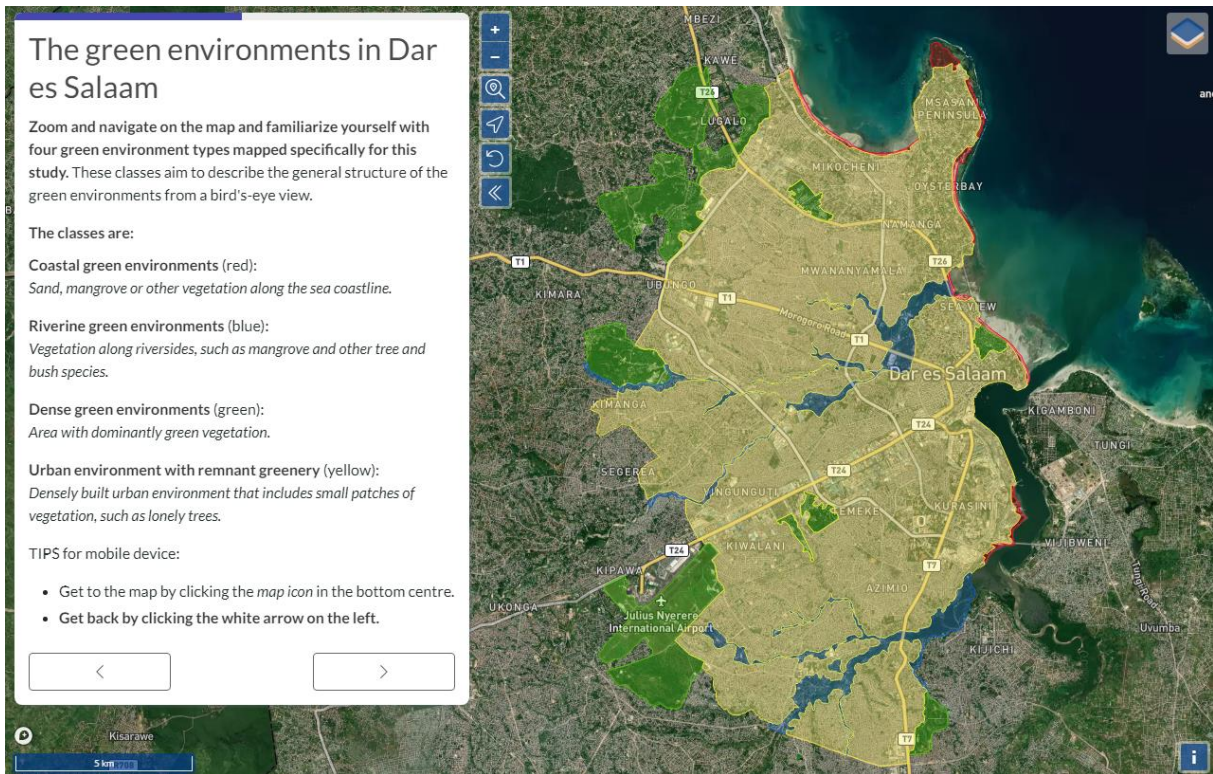 The green environments in Dar
es Salaam
Zoom and navigate on the map and familiarize yourself with
four green environment types mapped specifically for this
study. These classes aim to describe the general structure of the
green environments from a bird's-eye view.
The classes are:
Coastal green environments (red):
Sand, mangrove or other vegetation along the sea coastline.
Riverine green environments (blue):
Vegetation along riversides, such as mangrove and other tree and
bush species.
Dense green environments (green):
Area with dominantly green vegetation.
Urban environment with remnant greenery (yellow):
Densely built urban environment that includes small patches of
vegetation, such as lonely trees.
TIPS for mobile device:
• Get to the map by clicking the map icon in the bottom centre.
• Get back by clicking the white arrow on the left.
<
>
Kisarawe
5 km
+
−
MBEZI
KAWE
T26
LUGALO
MSASANI
PENINSULA
MIKOCHENI
OYSTERBAY
NAMANGA
T26
MWANANYAMALA
T1
KIMARA
UBUNGO
T1
SEA VIEW
Morogoro Road
T1
Dar es Salaam
KIMANGA
KIGAMBONI
T24
TUNGI
SEGEREA
T24
VINGUNGUTI
TEMEKE
KURASINI
KIWALANI
T24
VIJIBWENI
KIPAWA
T7
AZIMIO
UKONGA
Julius Nyerere
International Airport
Tungi Road
Uvumba
KIJICHI
T7
i